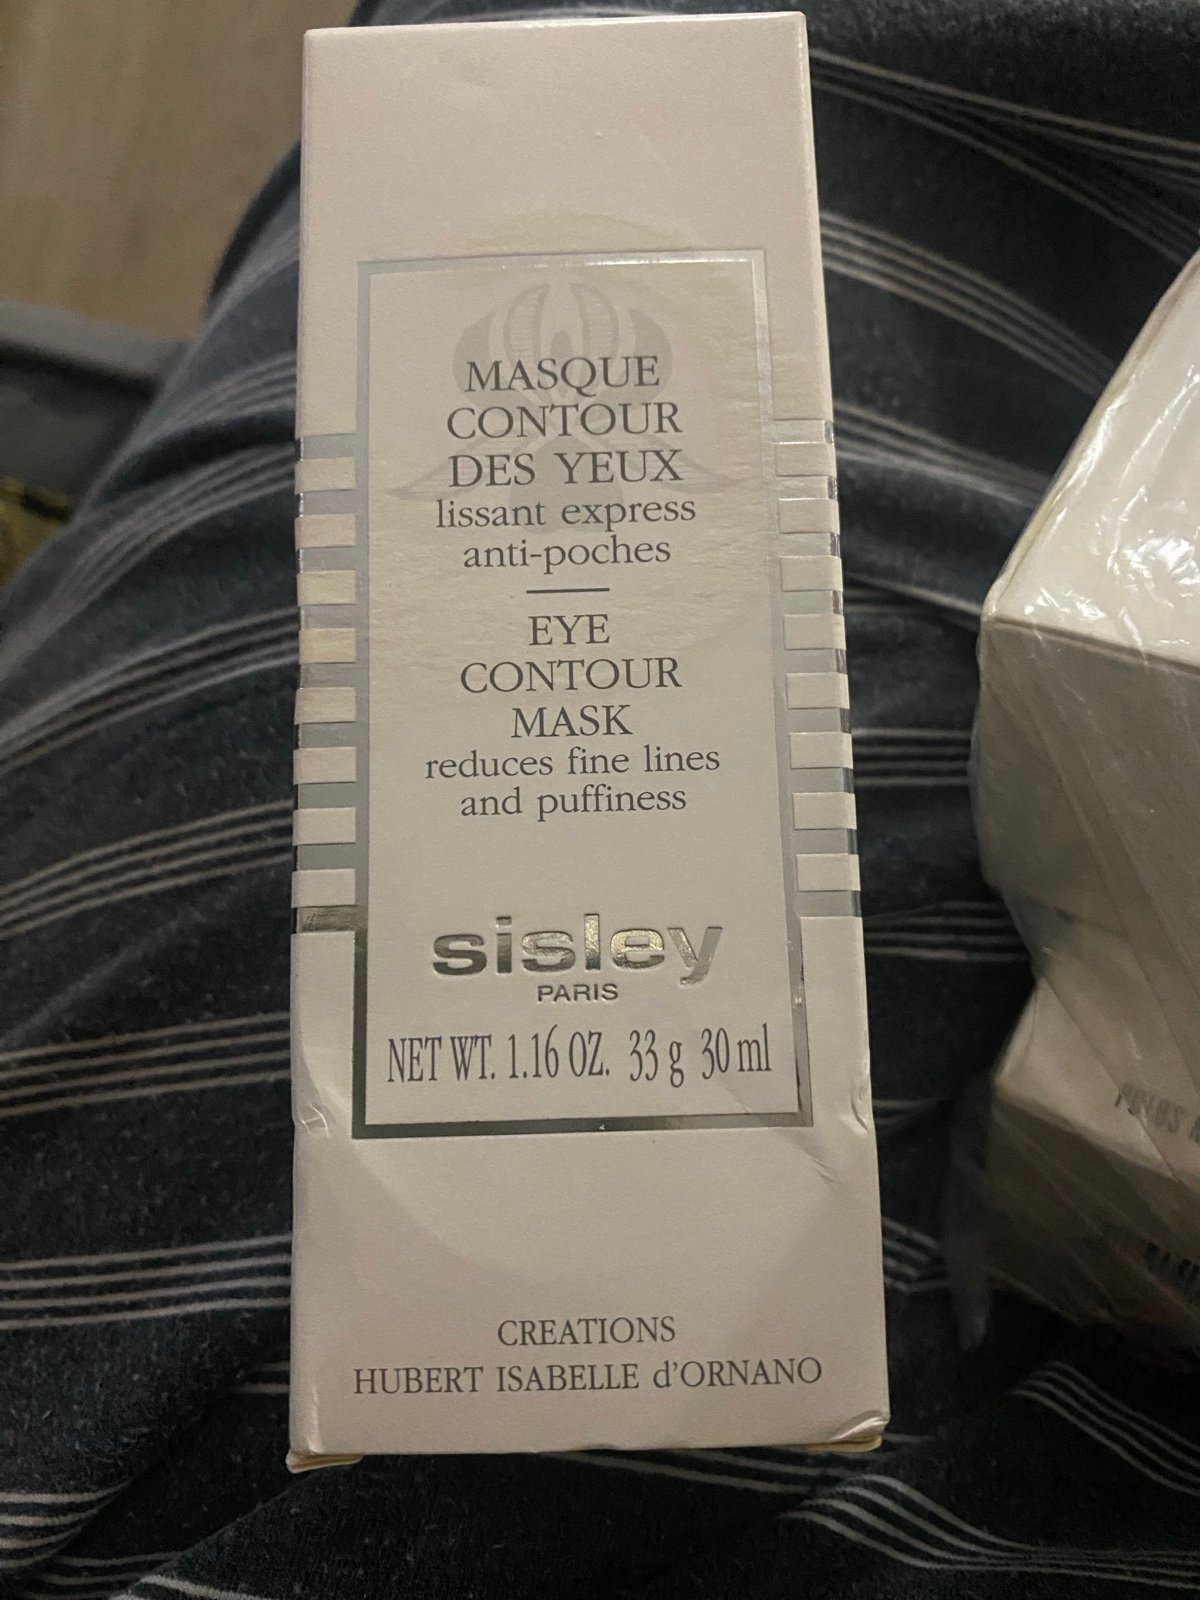 MASQUE
CONTOUR
DES YEUX
lissant express
anti-poches
EYE
CONTOUR
MASK
reduces fine lines
and puffiness
sisley
PARIS
NET WT. 1.16 OZ. 33 g 30 ml
CREATIONS
HUBERT ISABELLE d'ORNANO